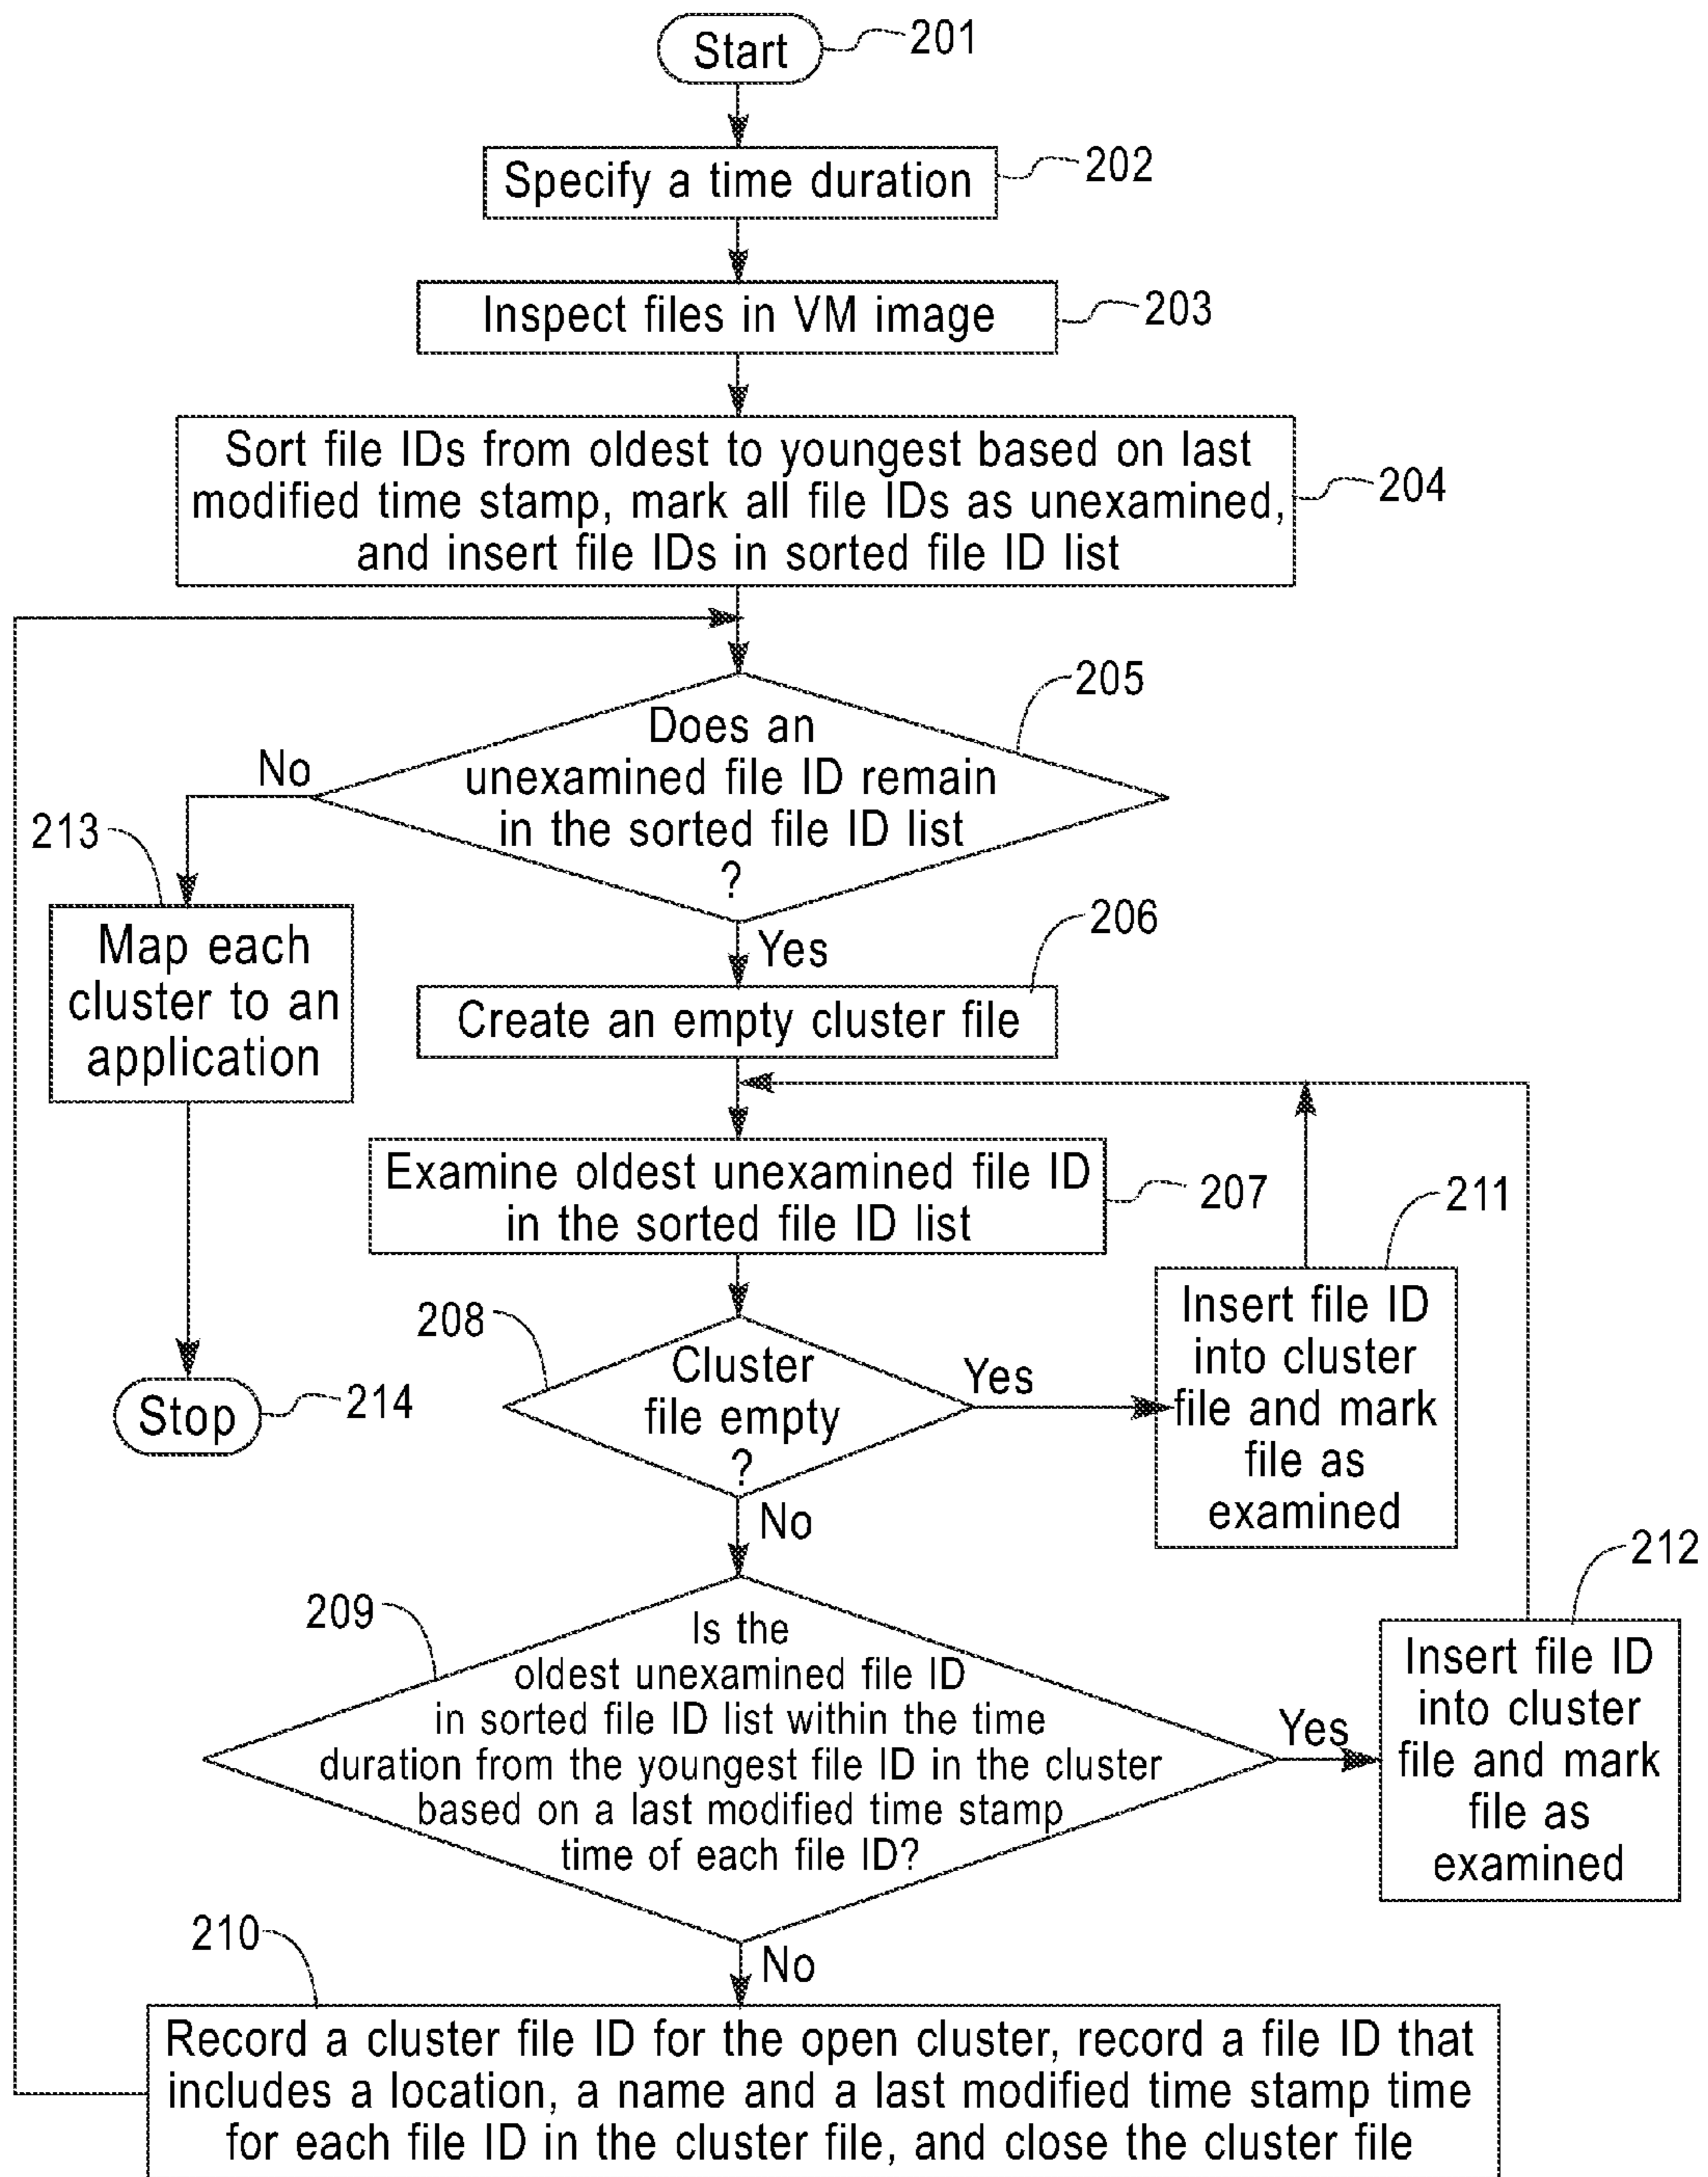 Start
201
Specify a time duration
202
Inspect files in VM image
203
Sort file IDs from oldest to youngest based on last
modified time stamp, mark all file IDs as unexamined,
and insert file IDs in sorted file ID list
204
205
Does an
unexamined file ID remain
in the sorted file ID list
?
No
213
Map each
cluster to an
application
Yes
206
Create an empty cluster file
Examine oldest unexamined file ID
in the sorted file ID list
207
211
Insert file ID
into cluster
file and mark
file as
examined
208
Cluster
file empty
?
Yes
Stop
214
No
212
Insert file ID
into cluster
file and mark
file as
examined
209
Is the
oldest unexamined file ID
in sorted file ID list within the time
duration from the youngest file ID in the cluster
based on a last modified time stamp
time of each file ID?
Yes
210
No
Record a cluster file ID for the open cluster, record a file ID that
includes a location, a name and a last modified time stamp time
for each file ID in the cluster file, and close the cluster file